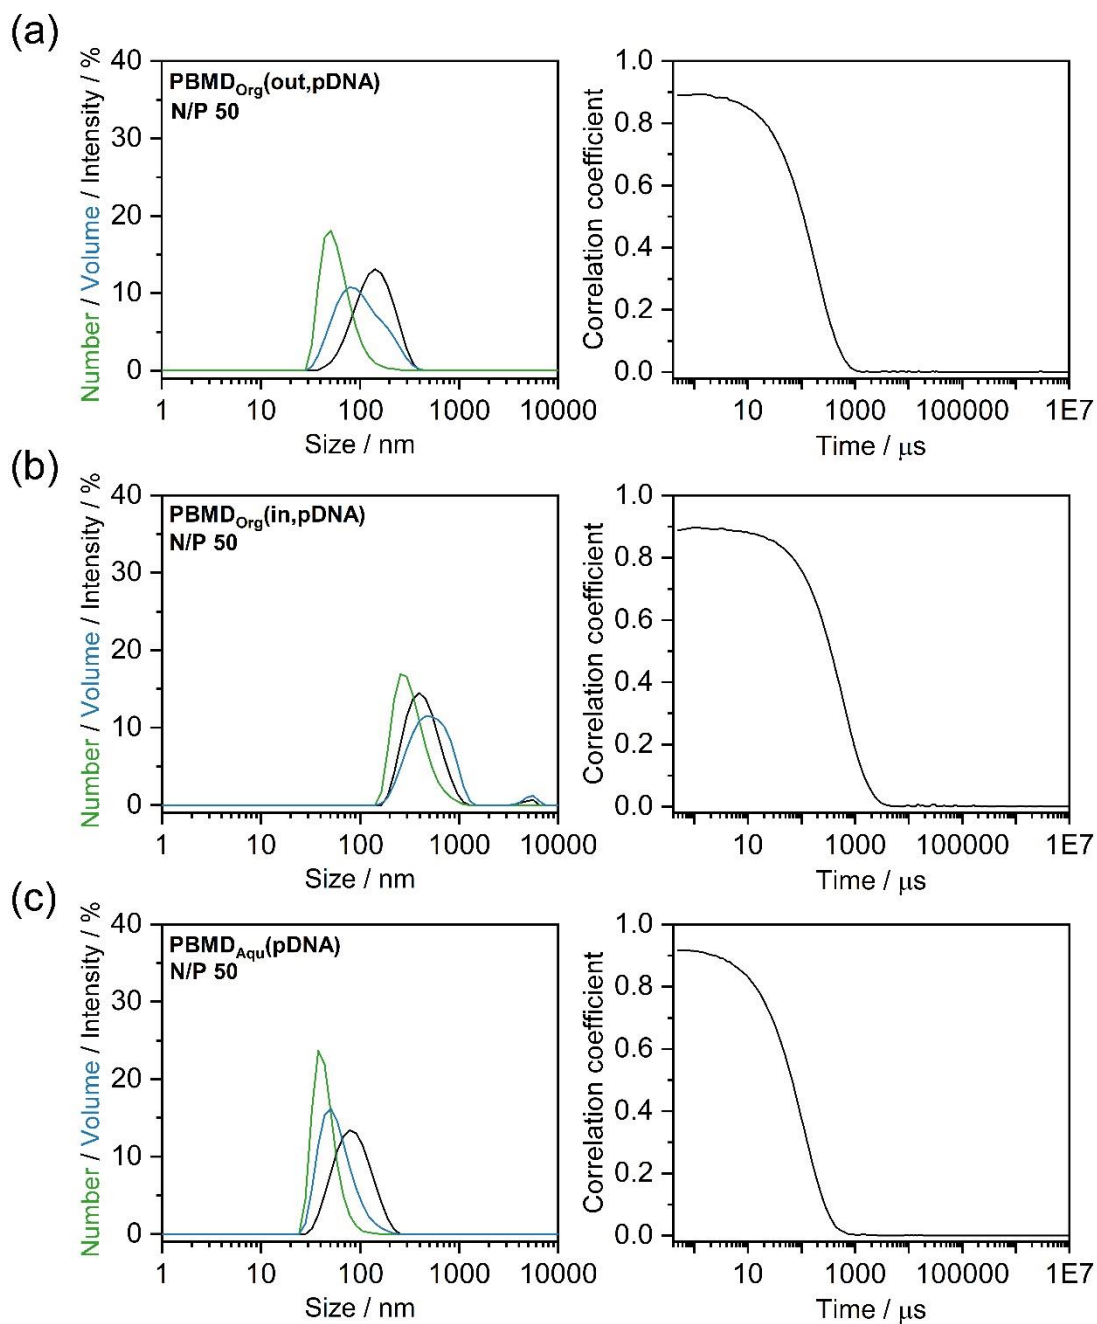 (a)
Number / Volume / Intensity / %
40
30
20
10
0
PBMDOrg(out,pDNA)
N/P 50
1 10 100 1000 10000
Size / nm
Correlation coefficient
1.0
0.8
0.6
0.4
0.2
0.0
10 1000 100000 1E7
Time / μs
(b)
Number / Volume / Intensity / %
40
30
20
10
0
PBMDOrg(in,pDNA)
N/P 50
1 10 100 1000 10000
Size / nm
Correlation coefficient
1.0
0.8
0.6
0.4
0.2
0.0
10 1000 100000 1E7
Time / μs
(c)
Number / Volume / Intensity / %
40
30
20
10
0
PBMDAqu(pDNA)
N/P 50
1 10 100 1000 10000
Size / nm
Correlation coefficient
1.0
0.8
0.6
0.4
0.2
0.0
10 1000 100000 1E7
Time / μs